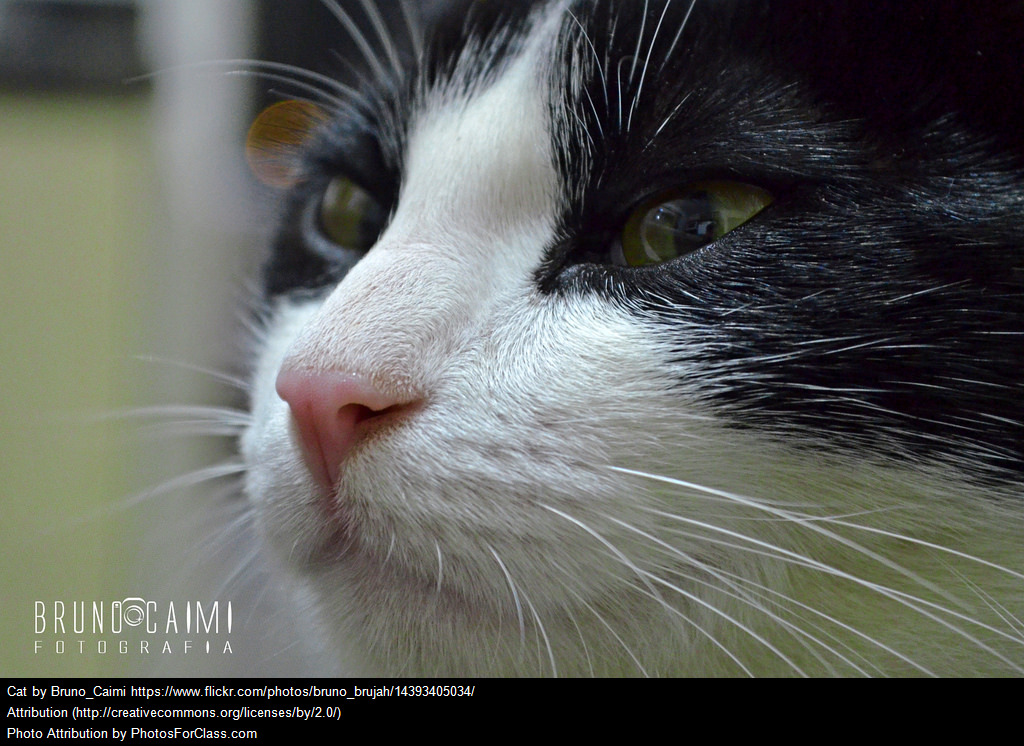 BRUNO CAIMI
FOTOGRAFIA
Cat by Bruno_Caimi https://www.flickr.com/photos/bruno_brujah/14393405034/
Attribution (http://creativecommons.org/licenses/by/2.0/)
Photo Attribution by PhotosForClass.com